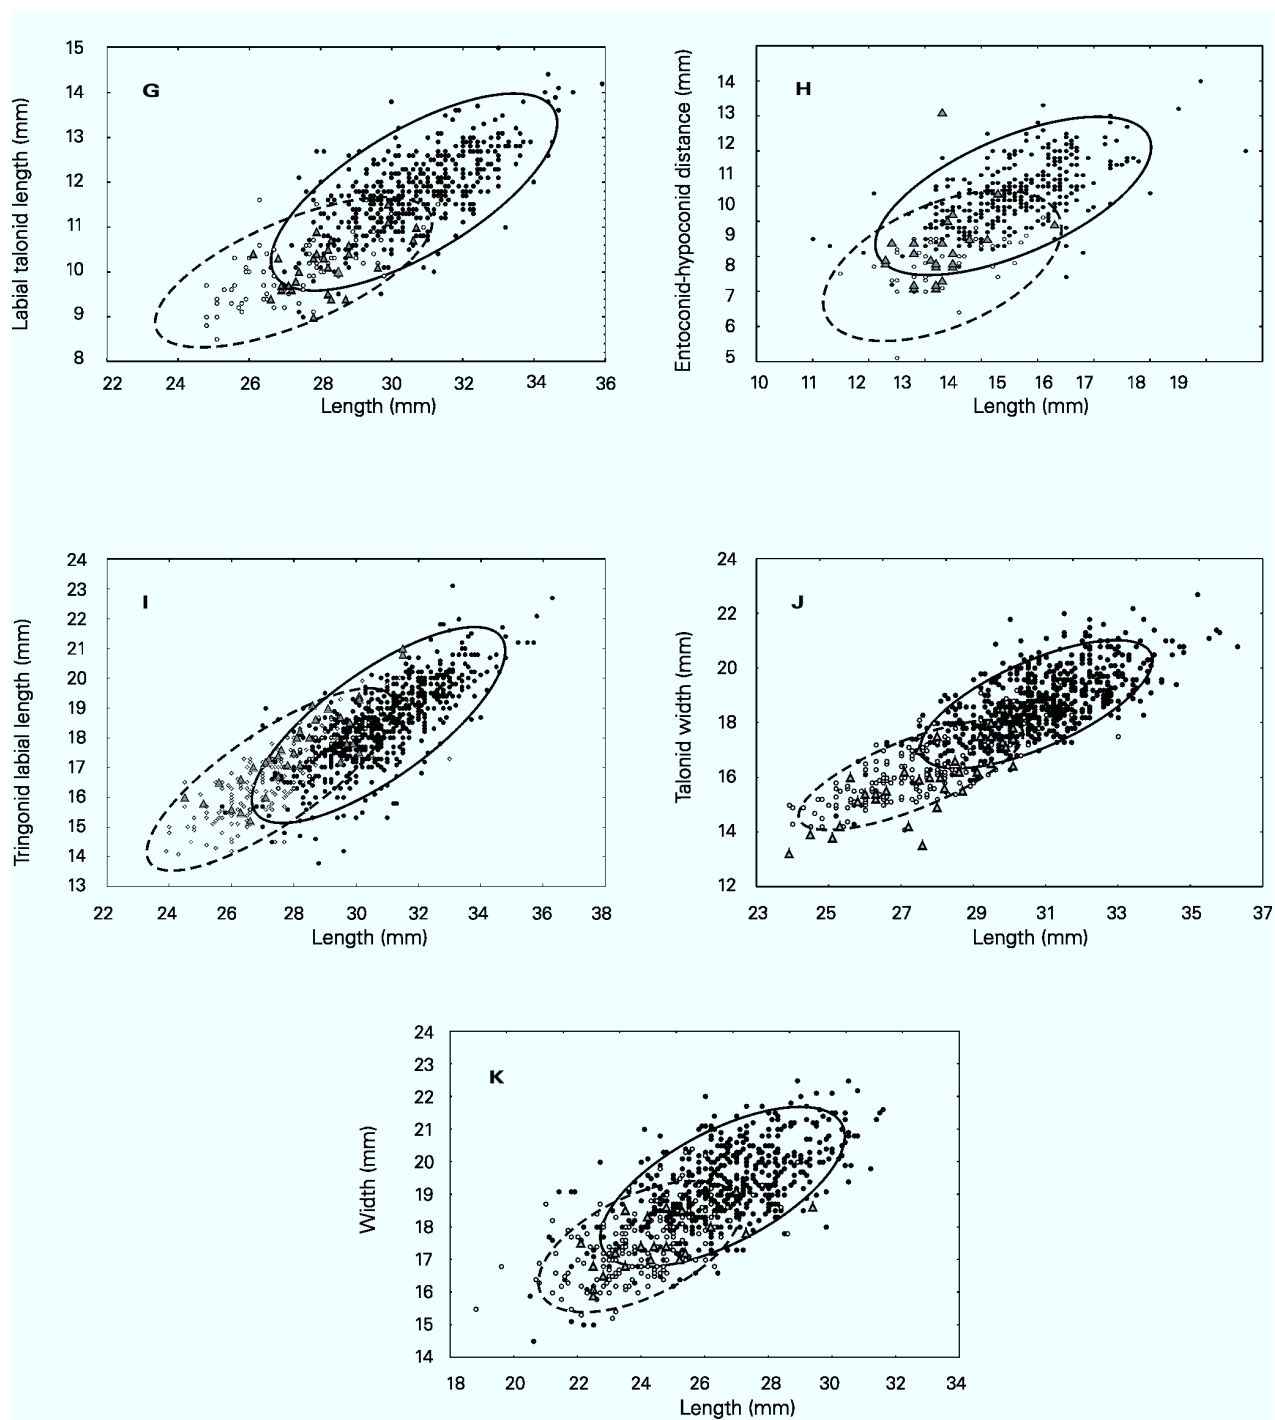 G
Labial talonid length (mm)
15
14
13
12
11
10
9
8
22 24 26 28 30 32 34 36
Length (mm)
H
Entoconid-hypoconid distance (mm)
14
13
12
11
10
9
8
7
6
5
10 11 12 13 14 15 16 17 18 19
Length (mm)
I
Tringonid labial length (mm)
24
23
22
21
20
19
18
17
16
15
14
13
22 24 26 28 30 32 34 36 38
Length (mm)
J
Talonid width (mm)
24
22
20
18
16
14
12
23 25 27 29 31 33 35 37
Length (mm)
K
Width (mm)
24
23
22
21
20
19
18
17
16
15
14
18 20 22 24 26 28 30 32 34
Length (mm)